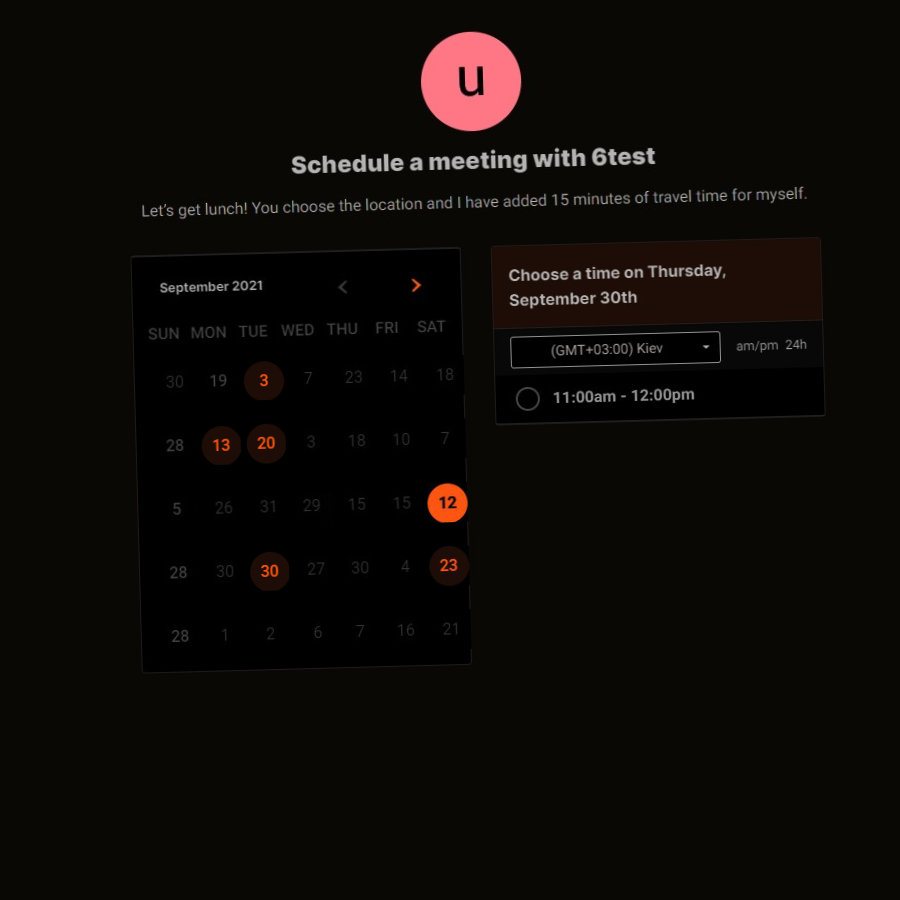 u
Schedule a meeting with 6test
Let's get lunch! You choose the location and I have added 15 minutes of travel time for myself.
September 2021
SUN MON TUE WED THU FRI SAT
30 19 3 7 23 14 18
28 13 20 3 18 10 7
5 26 31 29 15 15 12
28 30 30 27 30 4 23
28 1 2 6 7 16 21
Choose a time on Thursday,
September 30th
(GMT+03:00) Kiev am/pm 24h
11:00am - 12:00pm